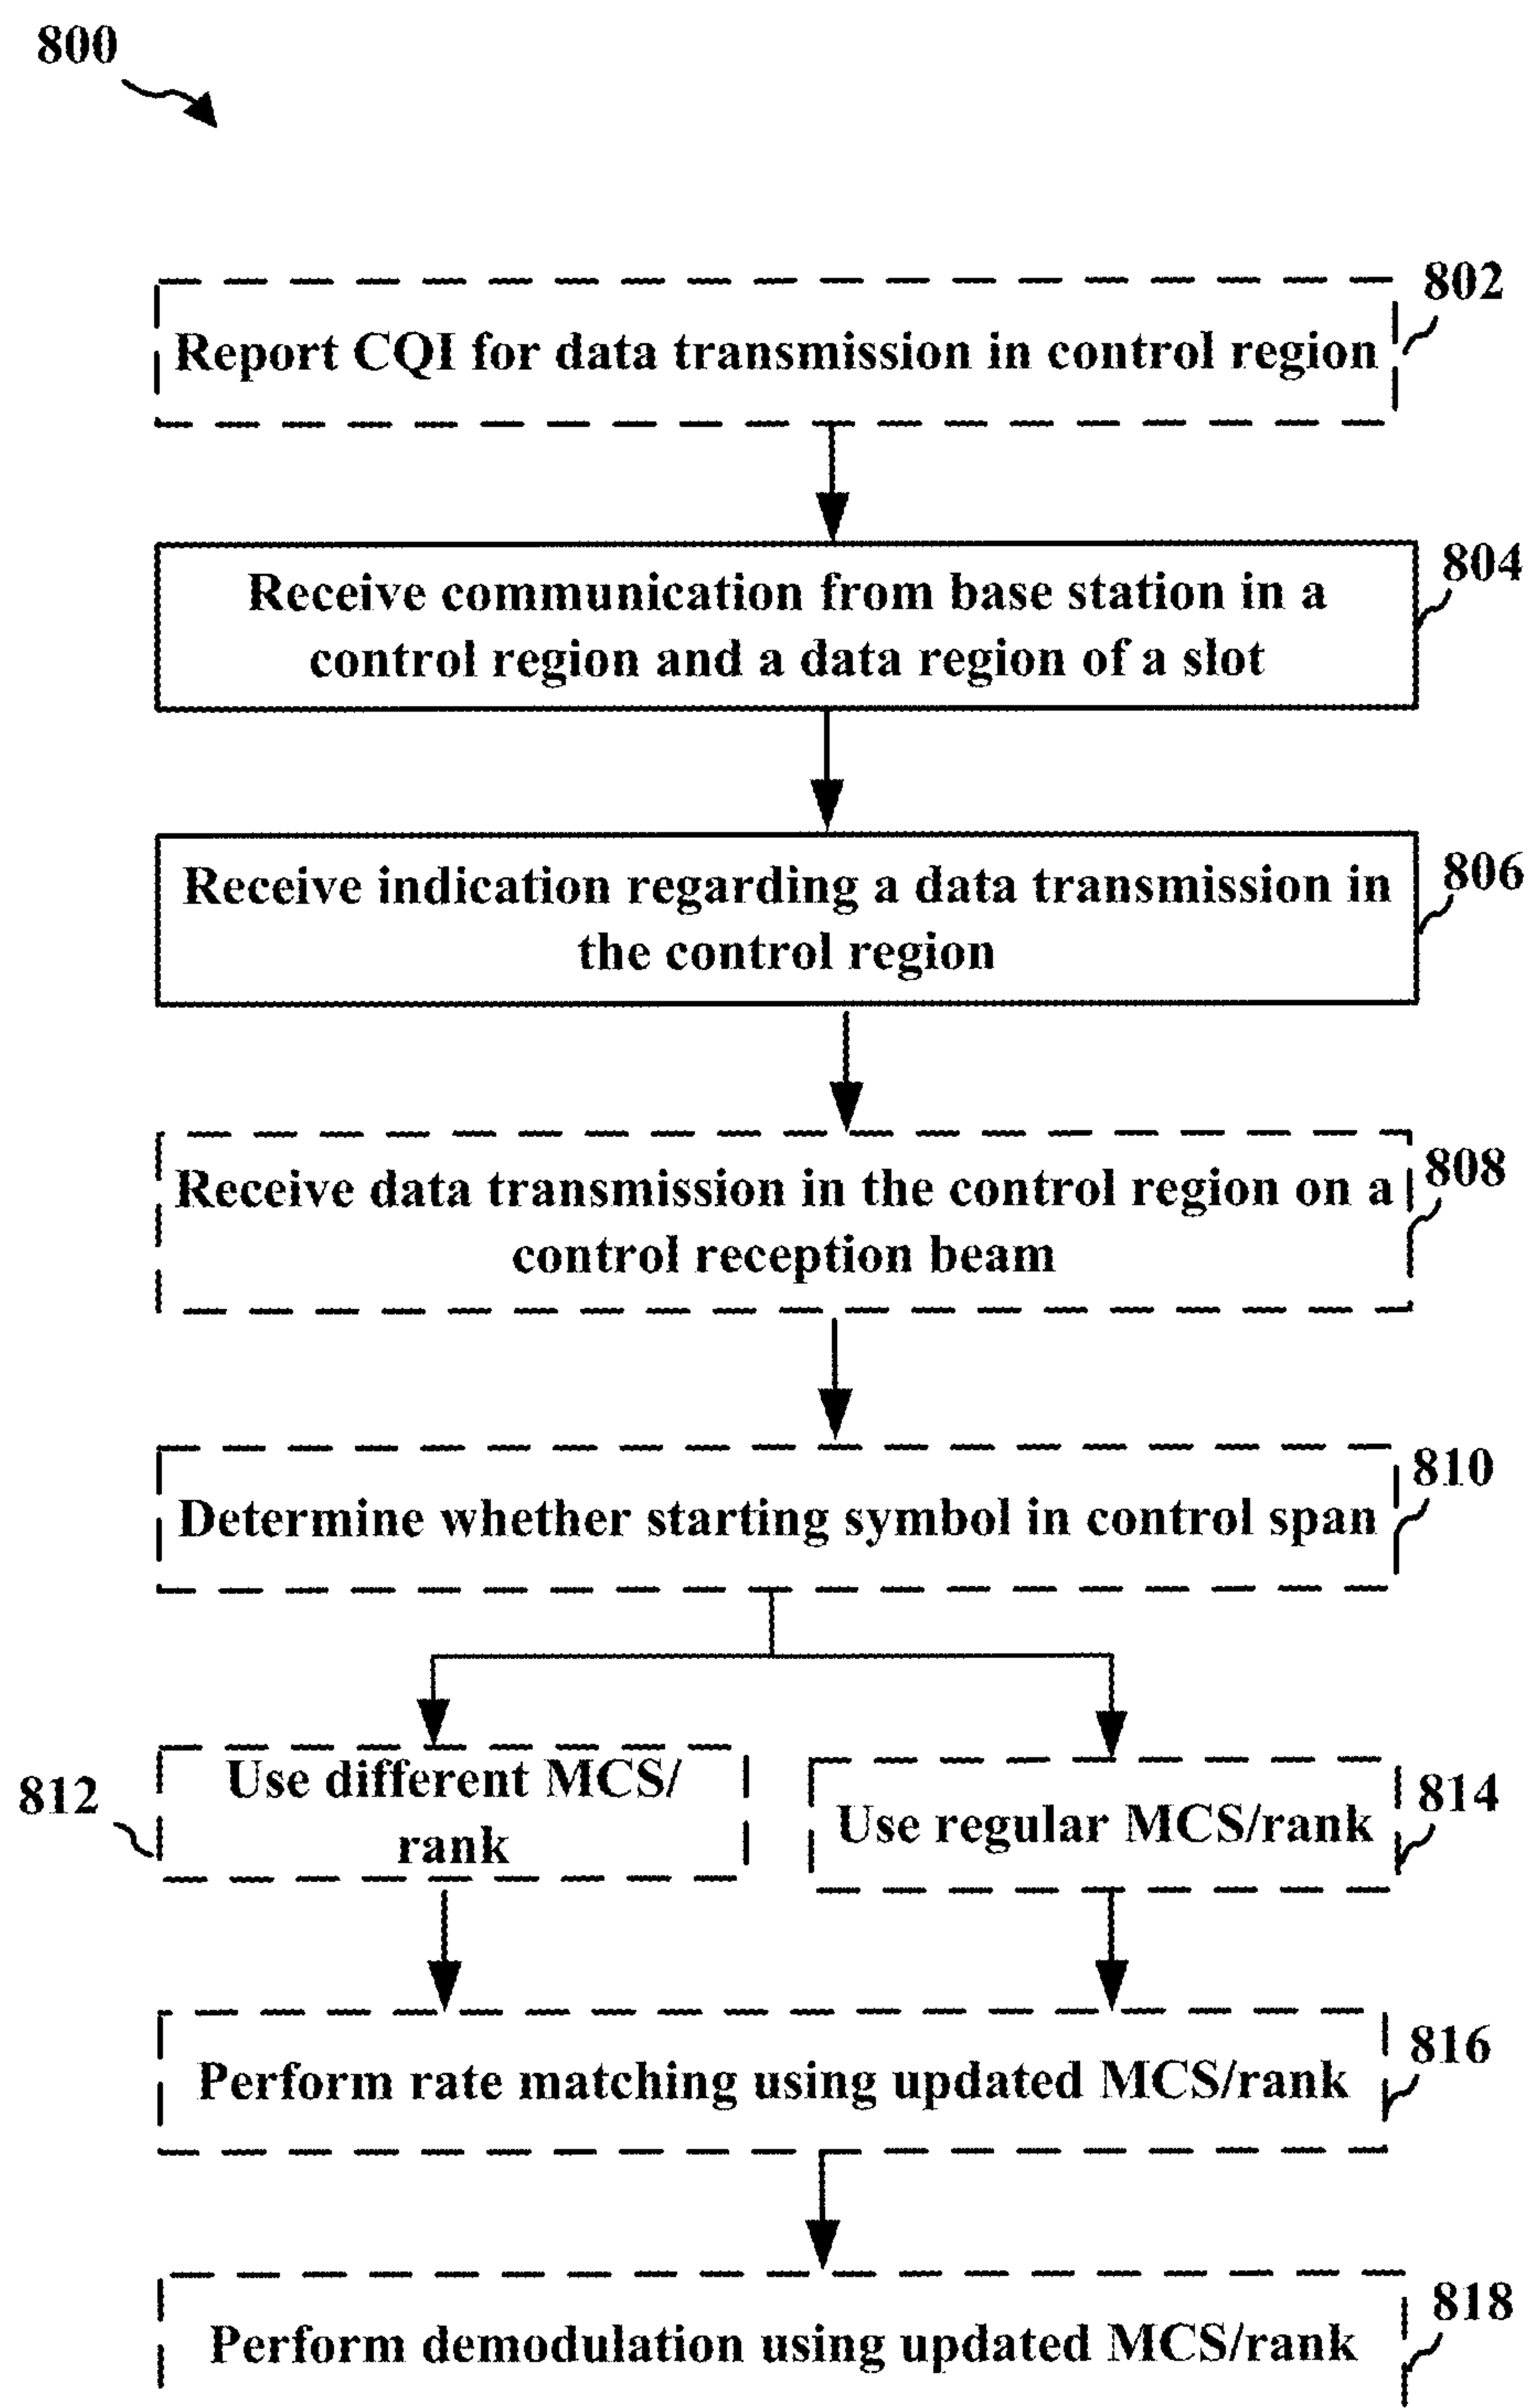 800
802
Report CQI for data transmission in control region
804
Receive communication from base station in a
control region and a data region of a slot
806
Receive indication regarding a data transmission in
the control region
808
Receive data transmission in the control region on a
control reception beam
810
Determine whether starting symbol in control span
812
Use different MCS/
rank
814
Use regular MCS/rank
816
Perform rate matching using updated MCS/rank
818
Perform demodulation using updated MCS/rank